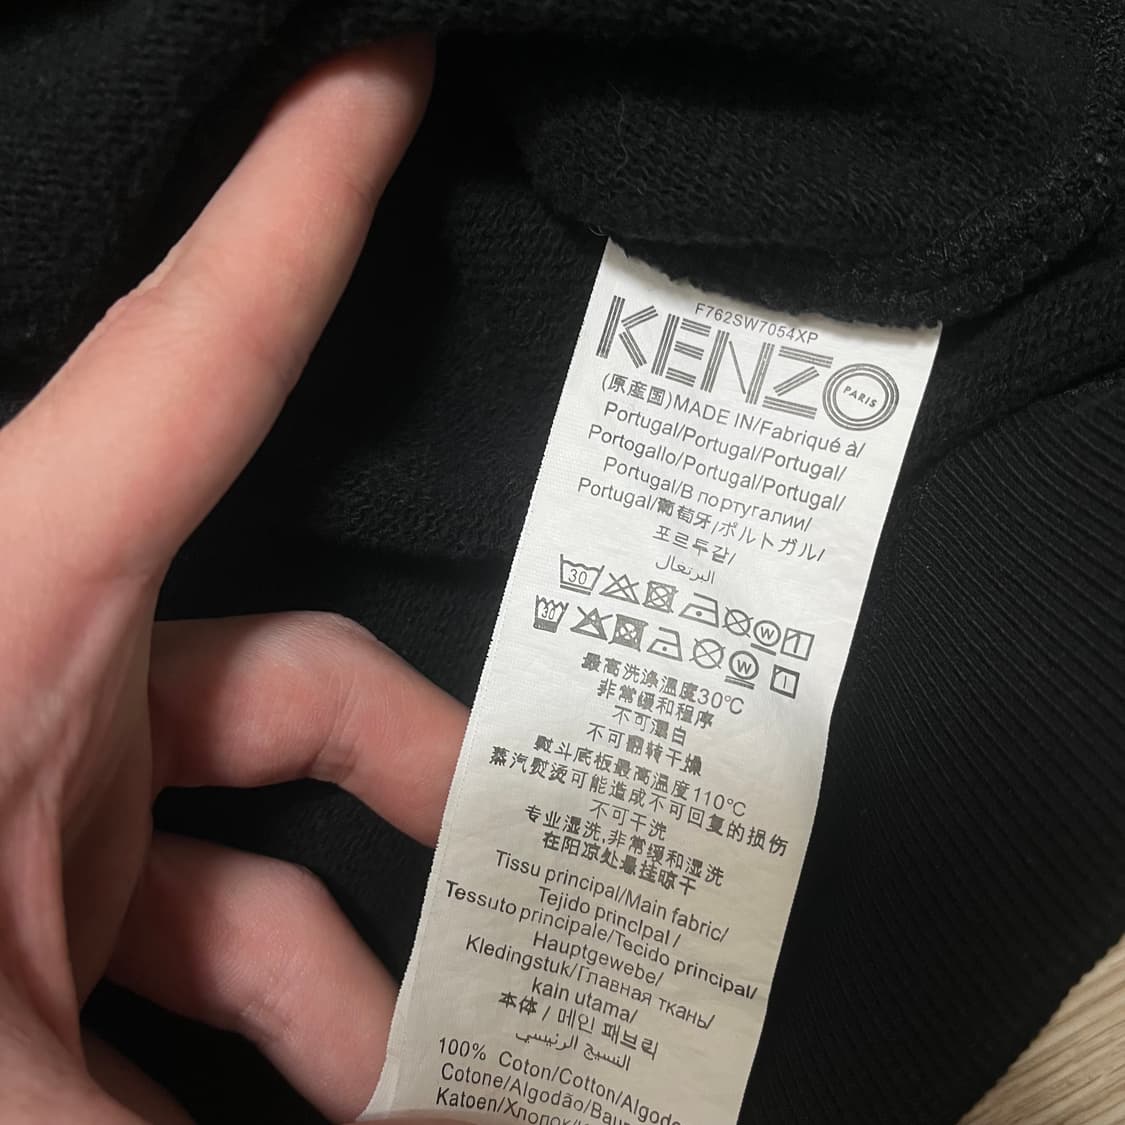 F762SW7054XP
KENZO
PARIS
(原産国)MADE IN/Fabriqué à/
Portugal/Portugal/Portugal/
Portogallo/Portugal/Portugal/
Portugal/В португалии/
Portugal/葡萄牙/ポルトガル/
포르투갈/
البرتغال
30 W
30 W
最高洗涤温度30℃
非常缓和程序
不可漂白
不可翻转干燥
熨斗底板最高温度110℃
蒸汽熨烫可能造成不可回复的损伤
不可干洗
专业湿洗,非常缓和湿洗
在阴凉处悬挂晾干
Tissu principal/Main fabric/
Tejido principal /
Tessuto principale/Tecido principal/
Hauptgewebe/
Kledingstuk/Главная ткань/
kain utama/
本体 / 메인 패브릭
النسيج الرئيسي
100% Coton/Cotton/Algodo
Cotone/Algodão/Bau
Katoen/Хлопок/